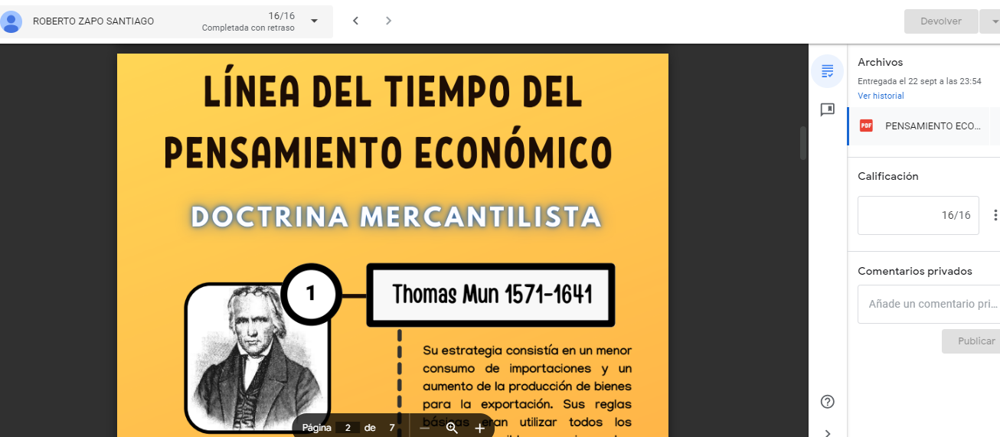 ROBERTO ZAPO SANTIAGO
16/16
Completada con retraso
Devolver
LÍNEA DEL TIEMPO DEL
PENSAMIENTO ECONÓMICO
DOCTRINA MERCANTILISTA
1
Thomas Mun 1571-1641
Su estrategia consistía en un menor
consumo de importaciones y un
aumento de la producción de bienes
para la exportación. Sus reglas
básicas eran utilizar todos los
Página 2 de 7
Archivos
Entregada el 22 sept a las 23:54
Ver historial
PDF PENSAMIENTO ECO...
Calificación
16/16
Comentarios privados
Añade un comentario pri...
Publicar